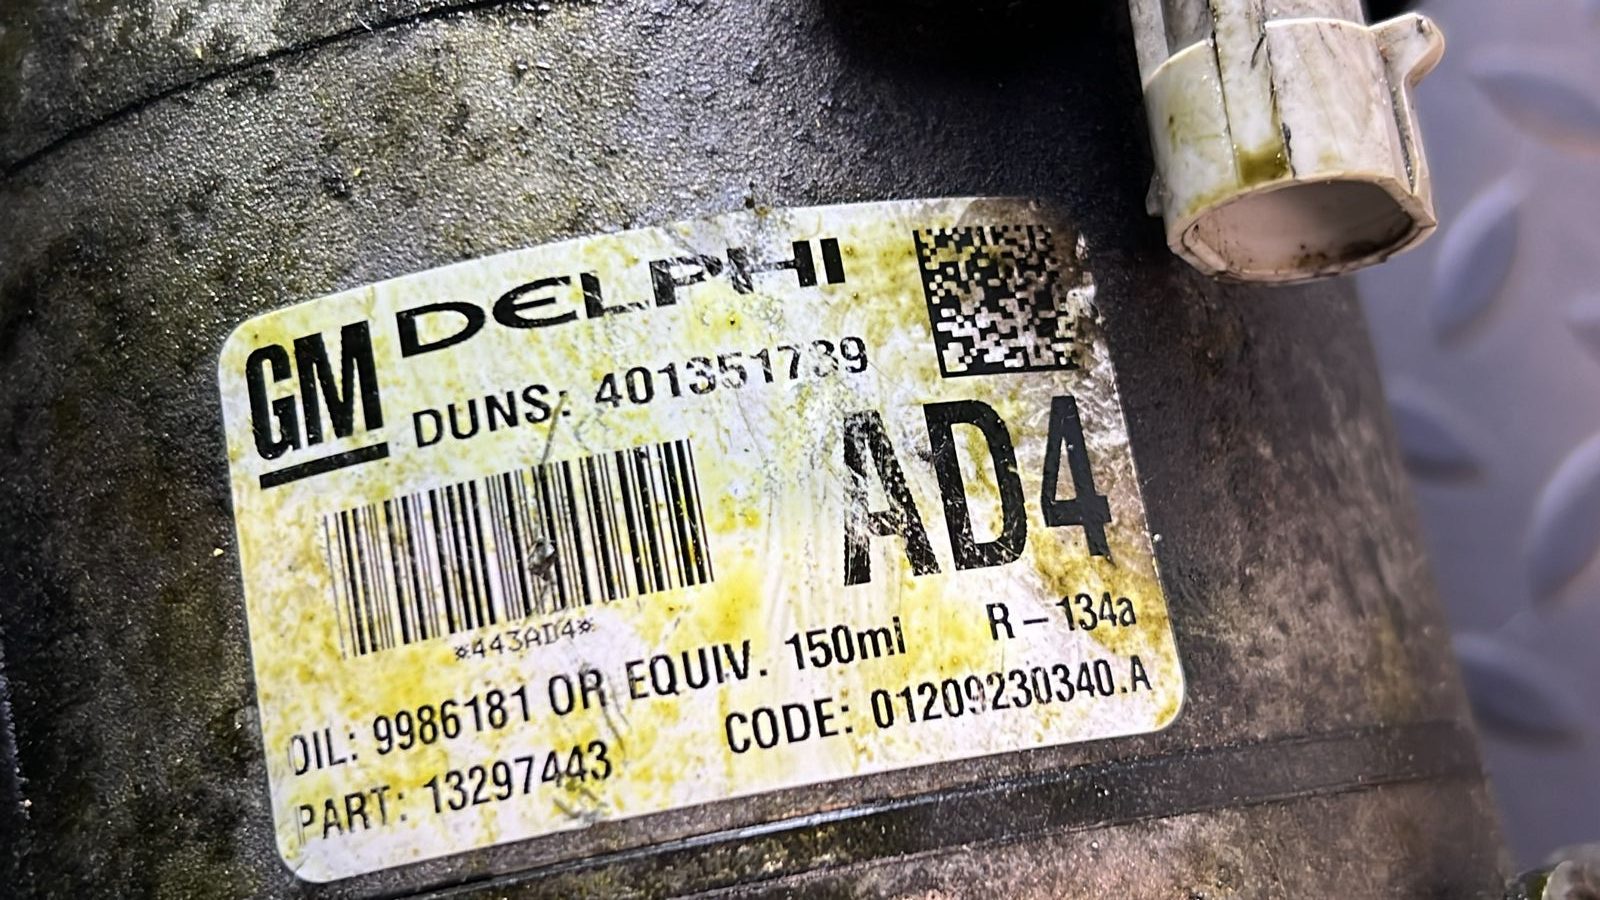 GM DELPHI
DUNS: 401351739
*443AD4*
AD4
OIL: 9986181 OR EQUIV. 150ml R-134a
PART: 13297443 CODE: 01209230340.A